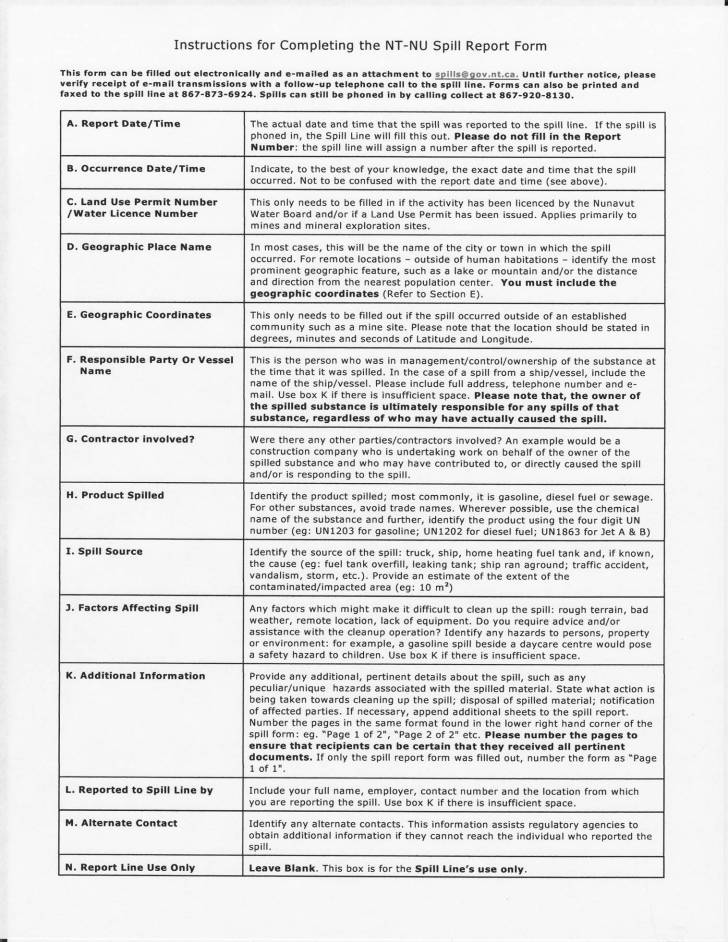 Instructions for Completing the NT-NU Spill Report Form
This form can be filled out electronically and e-mailed as an attachment to spills@gov.nt.ca. Until further notice, please
verify receipt of e-mail transmissions with a follow-up telephone call to the spill line. Forms can also be printed and
faxed to the spill line at 867-873-6924. Spills can still be phoned in by calling collect at 867-920-8130.
A. Report Date/Time
The actual date and time that the spill was reported to the spill line. If the spill is
phoned in, the Spill Line will fill this out. Please do not fill in the Report
Number: the spill line will assign a number after the spill is reported.
B. Occurrence Date/Time
Indicate, to the best of your knowledge, the exact date and time that the spill
occurred. Not to be confused with the report date and time (see above).
C. Land Use Permit Number
/Water Licence Number
This only needs to be filled in if the activity has been licenced by the Nunavut
Water Board and/or if a Land Use Permit has been issued. Applies primarily to
mines and mineral exploration sites.
D. Geographic Place Name
In most cases, this will be the name of the city or town in which the spill
occurred. For remote locations – outside of human habitations – identify the most
prominent geographic feature, such as a lake or mountain and/or the distance
and direction from the nearest population center. You must include the
geographic coordinates (Refer to Section E).
E. Geographic Coordinates
This only needs to be filled out if the spill occurred outside of an established
community such as a mine site. Please note that the location should be stated in
degrees, minutes and seconds of Latitude and Longitude.
F. Responsible Party Or Vessel
Name
This is the person who was in management/control/ownership of the substance at
the time that it was spilled. In the case of a spill from a ship/vessel, include the
name of the ship/vessel. Please include full address, telephone number and e-
mail. Use box K if there is insufficient space. Please note that, the owner of
the spilled substance is ultimately responsible for any spills of that
substance, regardless of who may have actually caused the spill.
G. Contractor involved?
Were there any other parties/contractors involved? An example would be a
construction company who is undertaking work on behalf of the owner of the
spilled substance and who may have contributed to, or directly caused the spill
and/or is responding to the spill.
H. Product Spilled
Identify the product spilled; most commonly, it is gasoline, diesel fuel or sewage.
For other substances, avoid trade names. Wherever possible, use the chemical
name of the substance and further, identify the product using the four digit UN
number (eg: UN1203 for gasoline; UN1202 for diesel fuel; UN1863 for Jet A & B)
I. Spill Source
Identify the source of the spill: truck, ship, home heating fuel tank and, if known,
the cause (eg: fuel tank overfill, leaking tank; ship ran aground; traffic accident,
vandalism, storm, etc.). Provide an estimate of the extent of the
contaminated/impacted area (eg: 10 m²)
J. Factors Affecting Spill
Any factors which might make it difficult to clean up the spill: rough terrain, bad
weather, remote location, lack of equipment. Do you require advice and/or
assistance with the cleanup operation? Identify any hazards to persons, property
or environment: for example, a gasoline spill beside a daycare centre would pose
a safety hazard to children. Use box K if there is insufficient space.
K. Additional Information
Provide any additional, pertinent details about the spill, such as any
peculiar/unique hazards associated with the spilled material. State what action is
being taken towards cleaning up the spill; disposal of spilled material; notification
of affected parties. If necessary, append additional sheets to the spill report.
Number the pages in the same format found in the lower right hand corner of the
spill form: eg. "Page 1 of 2", "Page 2 of 2" etc. Please number the pages to
ensure that recipients can be certain that they received all pertinent
documents. If only the spill report form was filled out, number the form as "Page
1 of 1".
L. Reported to Spill Line by
Include your full name, employer, contact number and the location from which
you are reporting the spill. Use box K if there is insufficient space.
M. Alternate Contact
Identify any alternate contacts. This information assists regulatory agencies to
obtain additional information if they cannot reach the individual who reported the
spill.
N. Report Line Use Only
Leave Blank. This box is for the Spill Line's use only.